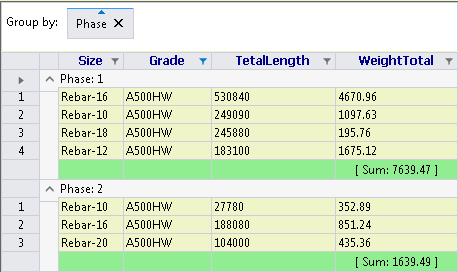 Group by: Phase ✕
Size Grade TetalLength WeightTotal
Phase: 1
1 Rebar-16 A500HW 530840 4670.96
2 Rebar-10 A500HW 249090 1097.63
3 Rebar-18 A500HW 245880 195.76
4 Rebar-12 A500HW 183100 1675.12
[ Sum: 7639.47 ]
Phase: 2
1 Rebar-10 A500HW 27780 352.89
2 Rebar-16 A500HW 188080 851.24
3 Rebar-20 A500HW 104000 435.36
[ Sum: 1639.49 ]